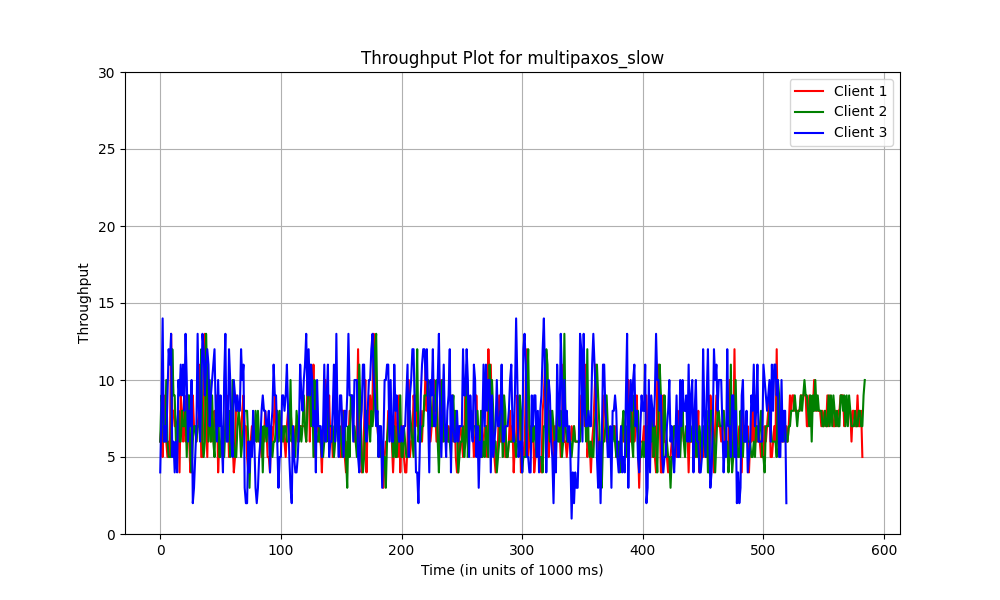 Throughput Plot for multipaxos_slow
30
25
20
15
10
5
0
Throughput
Client 1
Client 2
Client 3
0 100 200 300 400 500 600
Time (in units of 1000 ms)